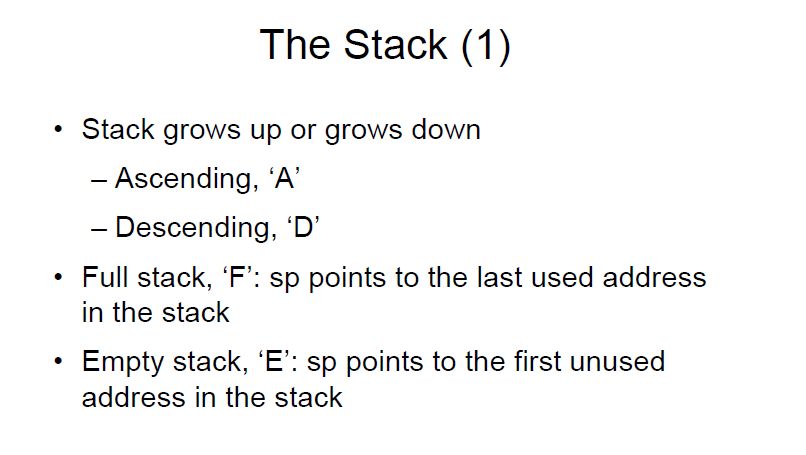 The Stack (1)
• Stack grows up or grows down
– Ascending, ‘A’
– Descending, ‘D’
• Full stack, ‘F’: sp points to the last used address
in the stack
• Empty stack, ‘E’: sp points to the first unused
address in the stack